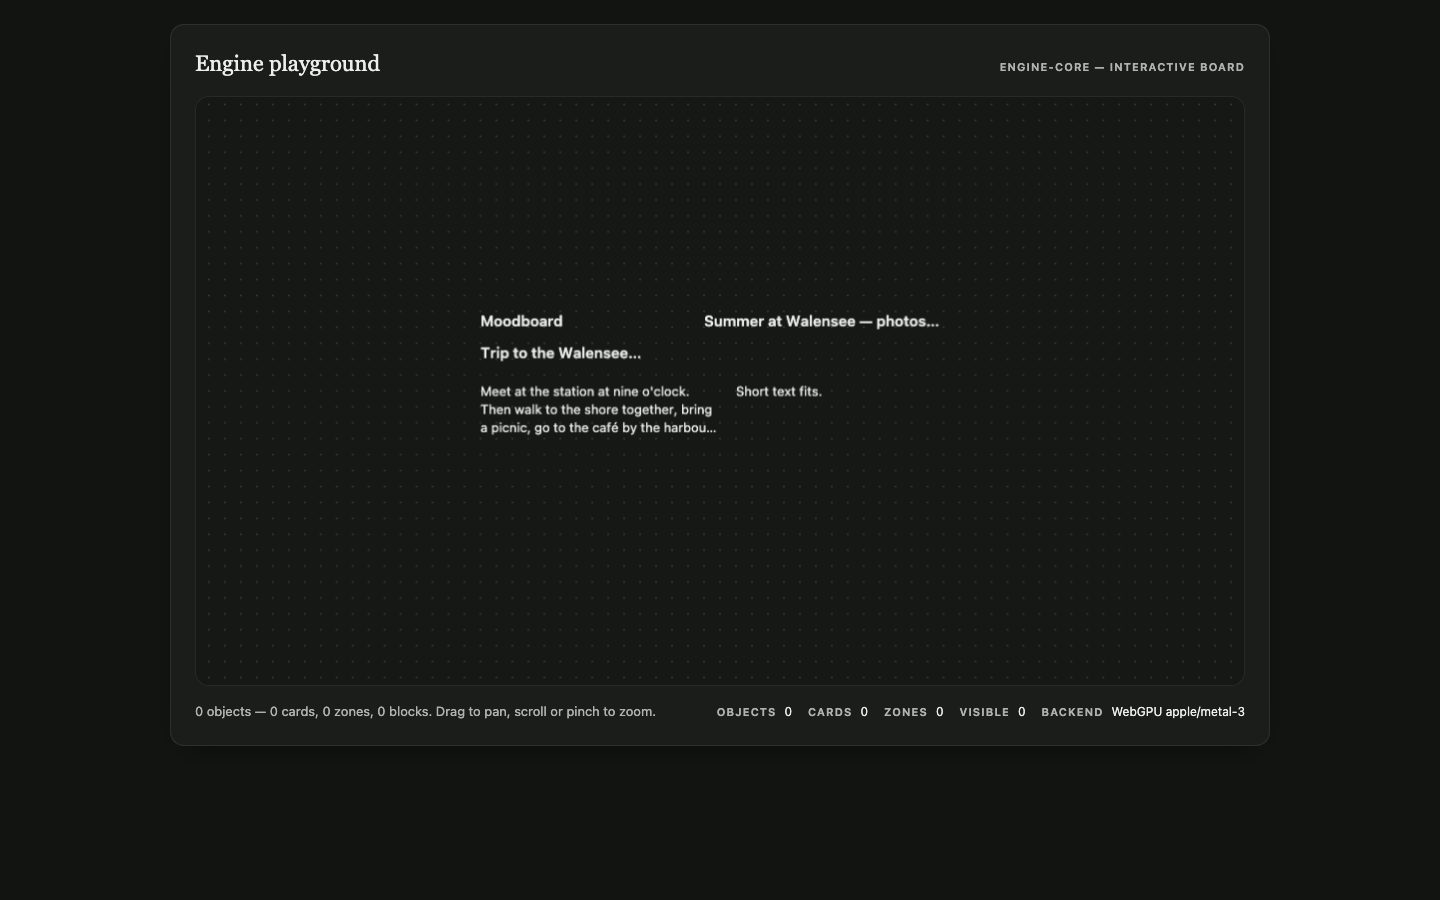 Engine playground
ENGINE-CORE — INTERACTIVE BOARD
Moodboard
Summer at Walensee — photos…
Trip to the Walensee…
Meet at the station at nine o'clock.
Then walk to the shore together, bring
a picnic, go to the café by the harbou…
Short text fits.
0 objects — 0 cards, 0 zones, 0 blocks. Drag to pan, scroll or pinch to zoom.
OBJECTS 0 CARDS 0 ZONES 0 VISIBLE 0 BACKEND WebGPU apple/metal-3